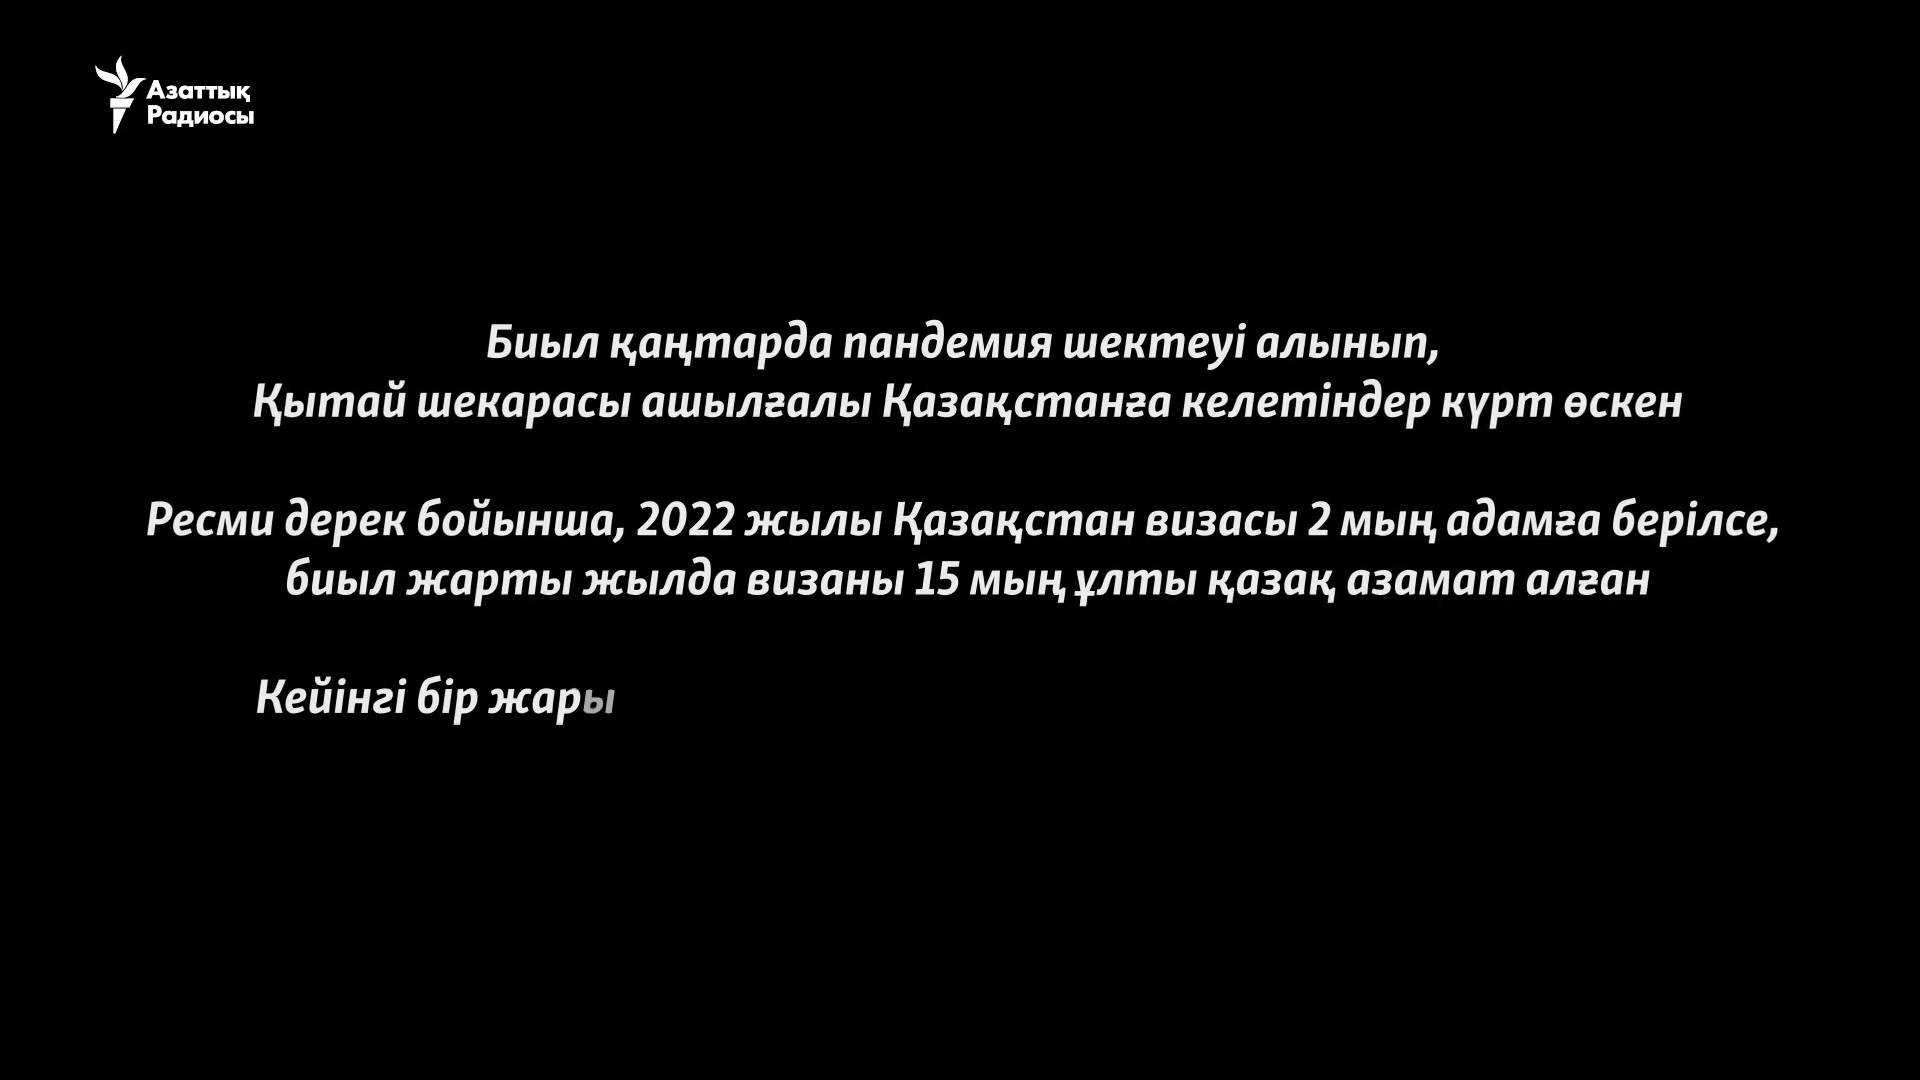 Азаттық
Радиосы
Биыл қаңтарда пандемия шектеуі алынып,
Қытай шекарасы ашылғалы Қазақстанға келетіндер күрт өскен
Ресми дерек бойынша, 2022 жылы Қазақстан визасы 2 мың адамға берілсе,
биыл жарты жылда визаны 15 мың ұлты қазақ азамат алған
Кейінгі бір жары